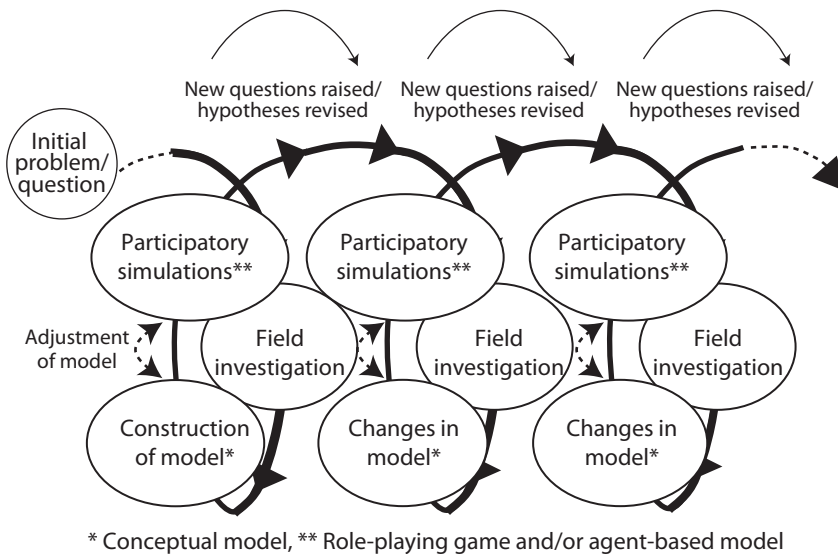 New questions raised/
hypotheses revised
New questions raised/
hypotheses revised
New questions raised/
hypotheses revised
Initial
problem/
question
Participatory
simulations**
Participatory
simulations**
Participatory
simulations**
Adjustment
of model
Field
investigation
Field
investigation
Field
investigation
Construction
of model*
Changes in
model*
Changes in
model*
* Conceptual model, ** Role-playing game and/or agent-based model